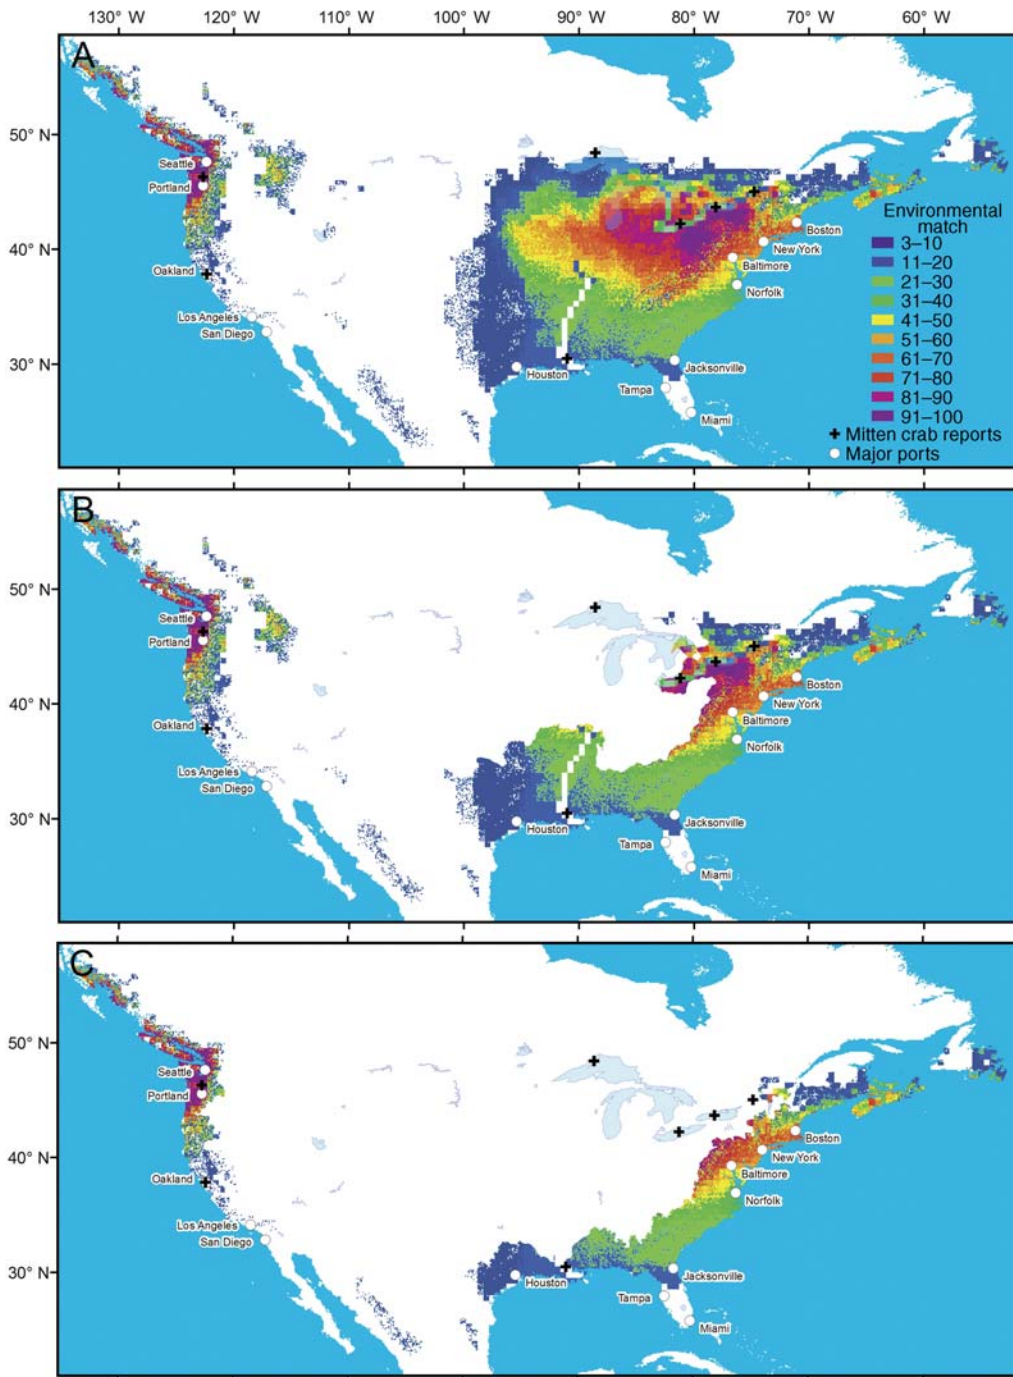 130° W 120° W 110° W 100° W 90° W 80° W 70° W 60° W
A
50° N
Seattle
Portland
40° N
Oakland
Los Angeles
San Diego
30° N
Houston
Tampa
Miami
Jacksonville
Norfolk
Baltimore
New York
Boston
Environmental
match
3–10
11–20
21–30
31–40
41–50
51–60
61–70
71–80
81–90
91–100
Mitten crab reports
Major ports
B
50° N
Seattle
Portland
40° N
Oakland
Los Angeles
San Diego
30° N
Houston
Tampa
Miami
Jacksonville
Norfolk
Baltimore
New York
Boston
C
50° N
Seattle
Portland
40° N
Oakland
Los Angeles
San Diego
30° N
Houston
Tampa
Miami
Jacksonville
Norfolk
Baltimore
New York
Boston